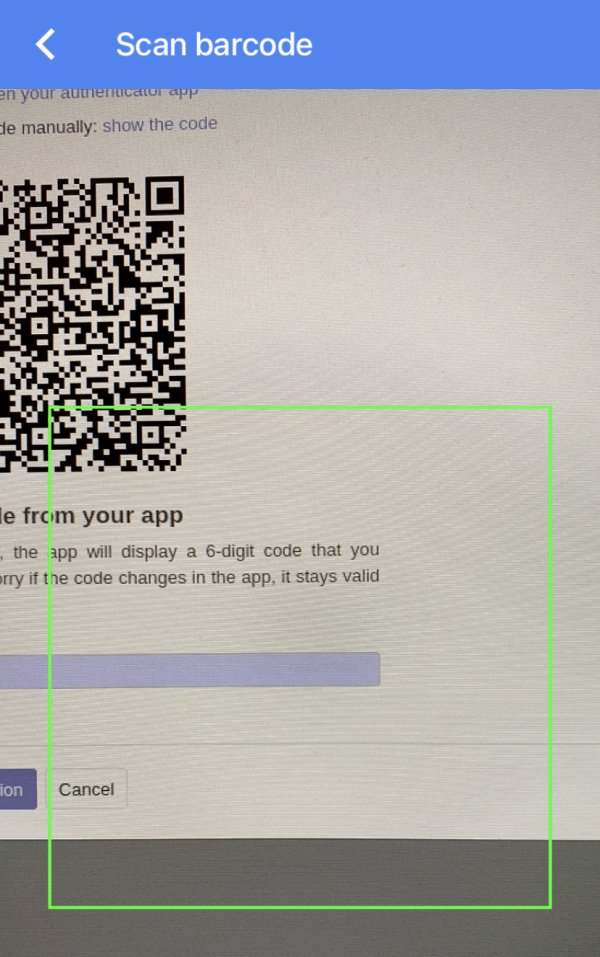 Scan barcode
en your authenticator app
de manually: show the code
le from your app
, the app will display a 6-digit code that you
orry if the code changes in the app, it stays valid
ion Cancel